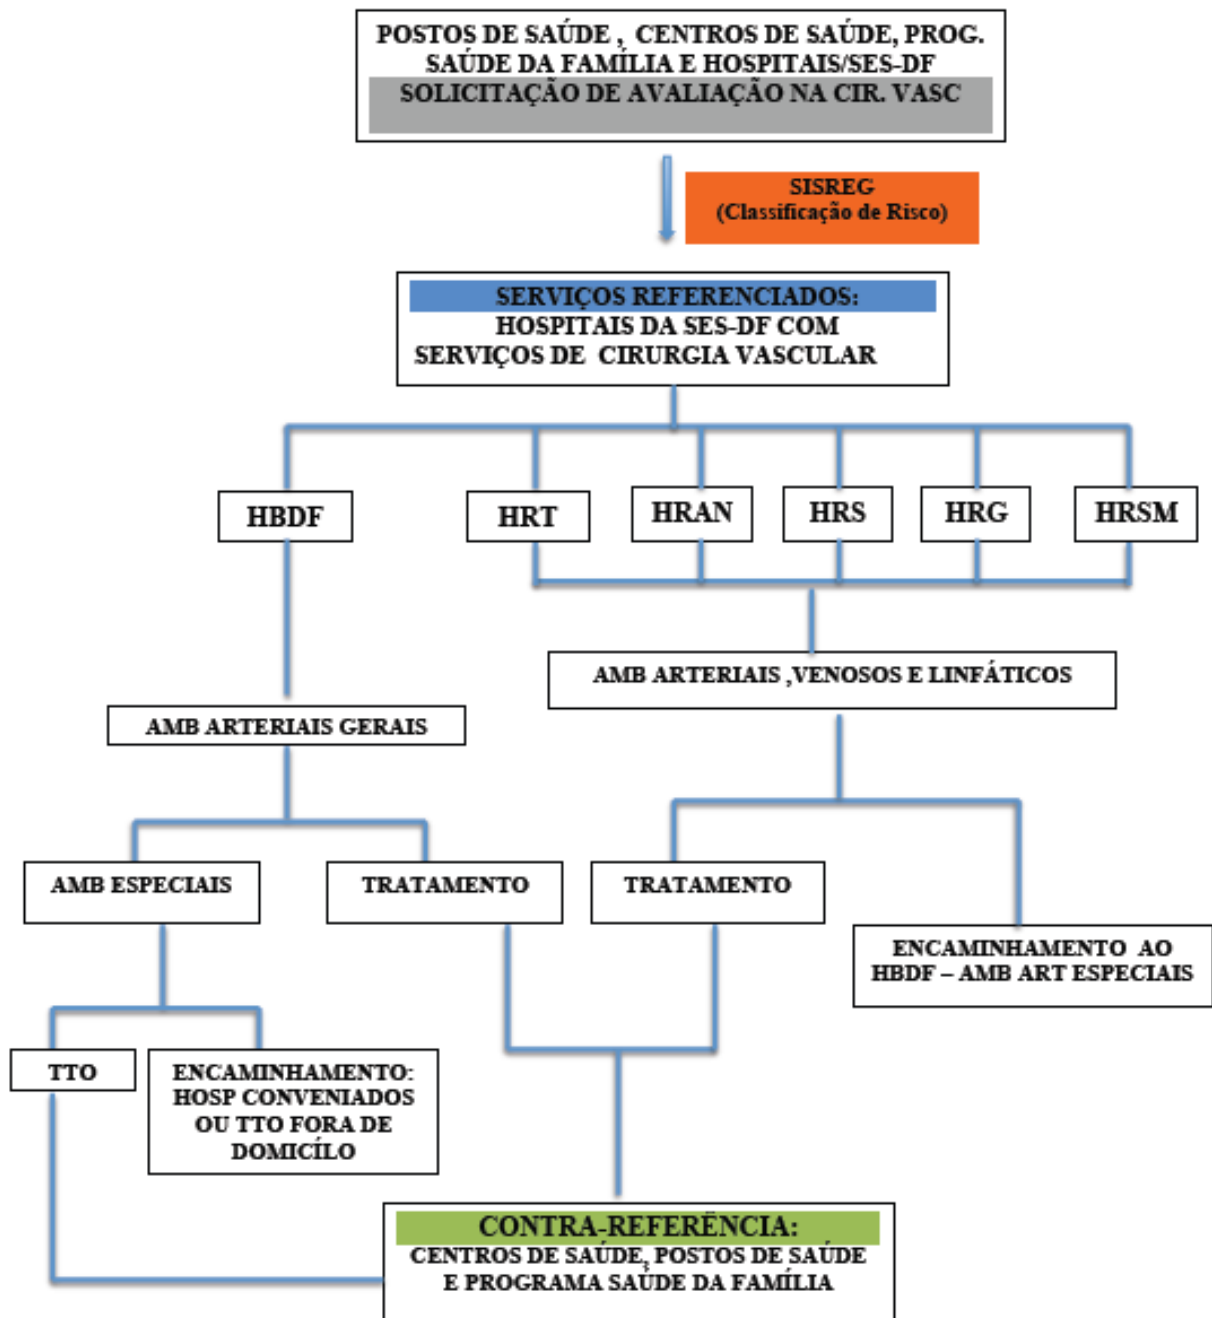 POSTOS DE SAÚDE , CENTROS DE SAÚDE, PROG.
SAÚDE DA FAMÍLIA E HOSPITAIS/SES-DF
SOLICITAÇÃO DE AVALIAÇÃO NA CIR. VASC
SISREG
(Classificação de Risco)
SERVIÇOS REFERENCIADOS:
HOSPITAIS DA SES-DF COM
SERVIÇOS DE CIRURGIA VASCULAR
HBDF
HRT
HRAN
HRS
HRG
HRSM
AMB ARTERIAIS ,VENOSOS E LINFÁTICOS
AMB ARTERIAIS GERAIS
AMB ESPECIAIS
TRATAMENTO
TRATAMENTO
ENCAMINHAMENTO AO
HBDF – AMB ART ESPECIAIS
TTO
ENCAMINHAMENTO:
HOSP CONVENIADOS
OU TTO FORA DE
DOMICÍLO
CONTRA-REFERÊNCIA:
CENTROS DE SAÚDE, POSTOS DE SAÚDE
E PROGRAMA SAÚDE DA FAMÍLIA